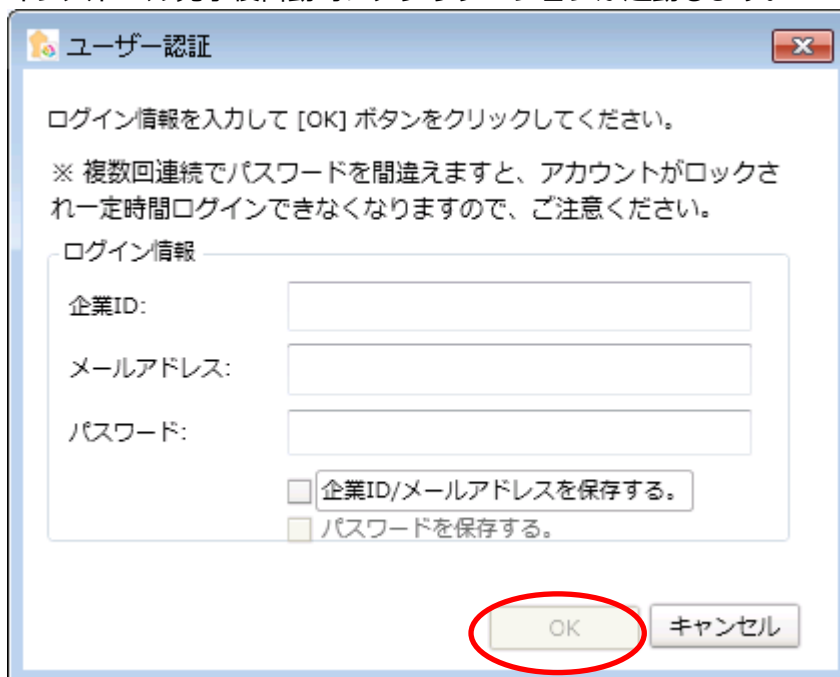 ユーザー認証
ログイン情報を入力して [OK] ボタンをクリックしてください。
※ 複数回連続でパスワードを間違えますと、アカウントがロックさ
れ一定時間ログインできなくなりますので、ご注意ください。
ログイン情報
企業ID:
メールアドレス:
パスワード:
企業ID/メールアドレスを保存する。
パスワードを保存する。
OK キャンセル